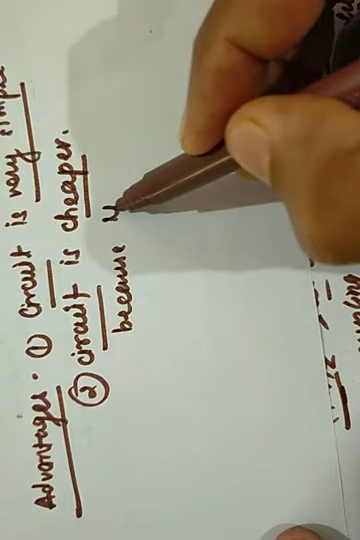 Advantages. ① Circuit is very simple
② circuit is cheaper.
because